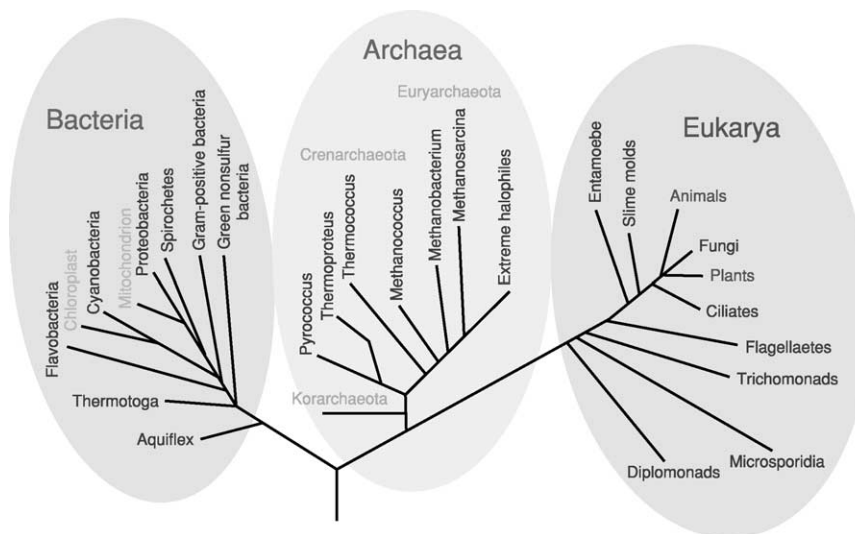 Archaea
Euryarchaeota
Bacteria
Eukarya
Crenarchaeota
Flavobacteria
Chloroplast
Cyanobacteria
Mitochondrion
Proteobacteria
Spirochetes
Gram-positive bacteria
Green nonsulfur
bacteria
Thermotoga
Aquiflex
Pyrococcus
Thermoproteus
Thermococcus
Methanococcus
Methanobacterium
Methanosarcina
Extreme halophiles
Korarchaeota
Entamoebe
Slime molds
Animals
Fungi
Plants
Ciliates
Flagellaetes
Trichomonads
Microsporidia
Diplomonads